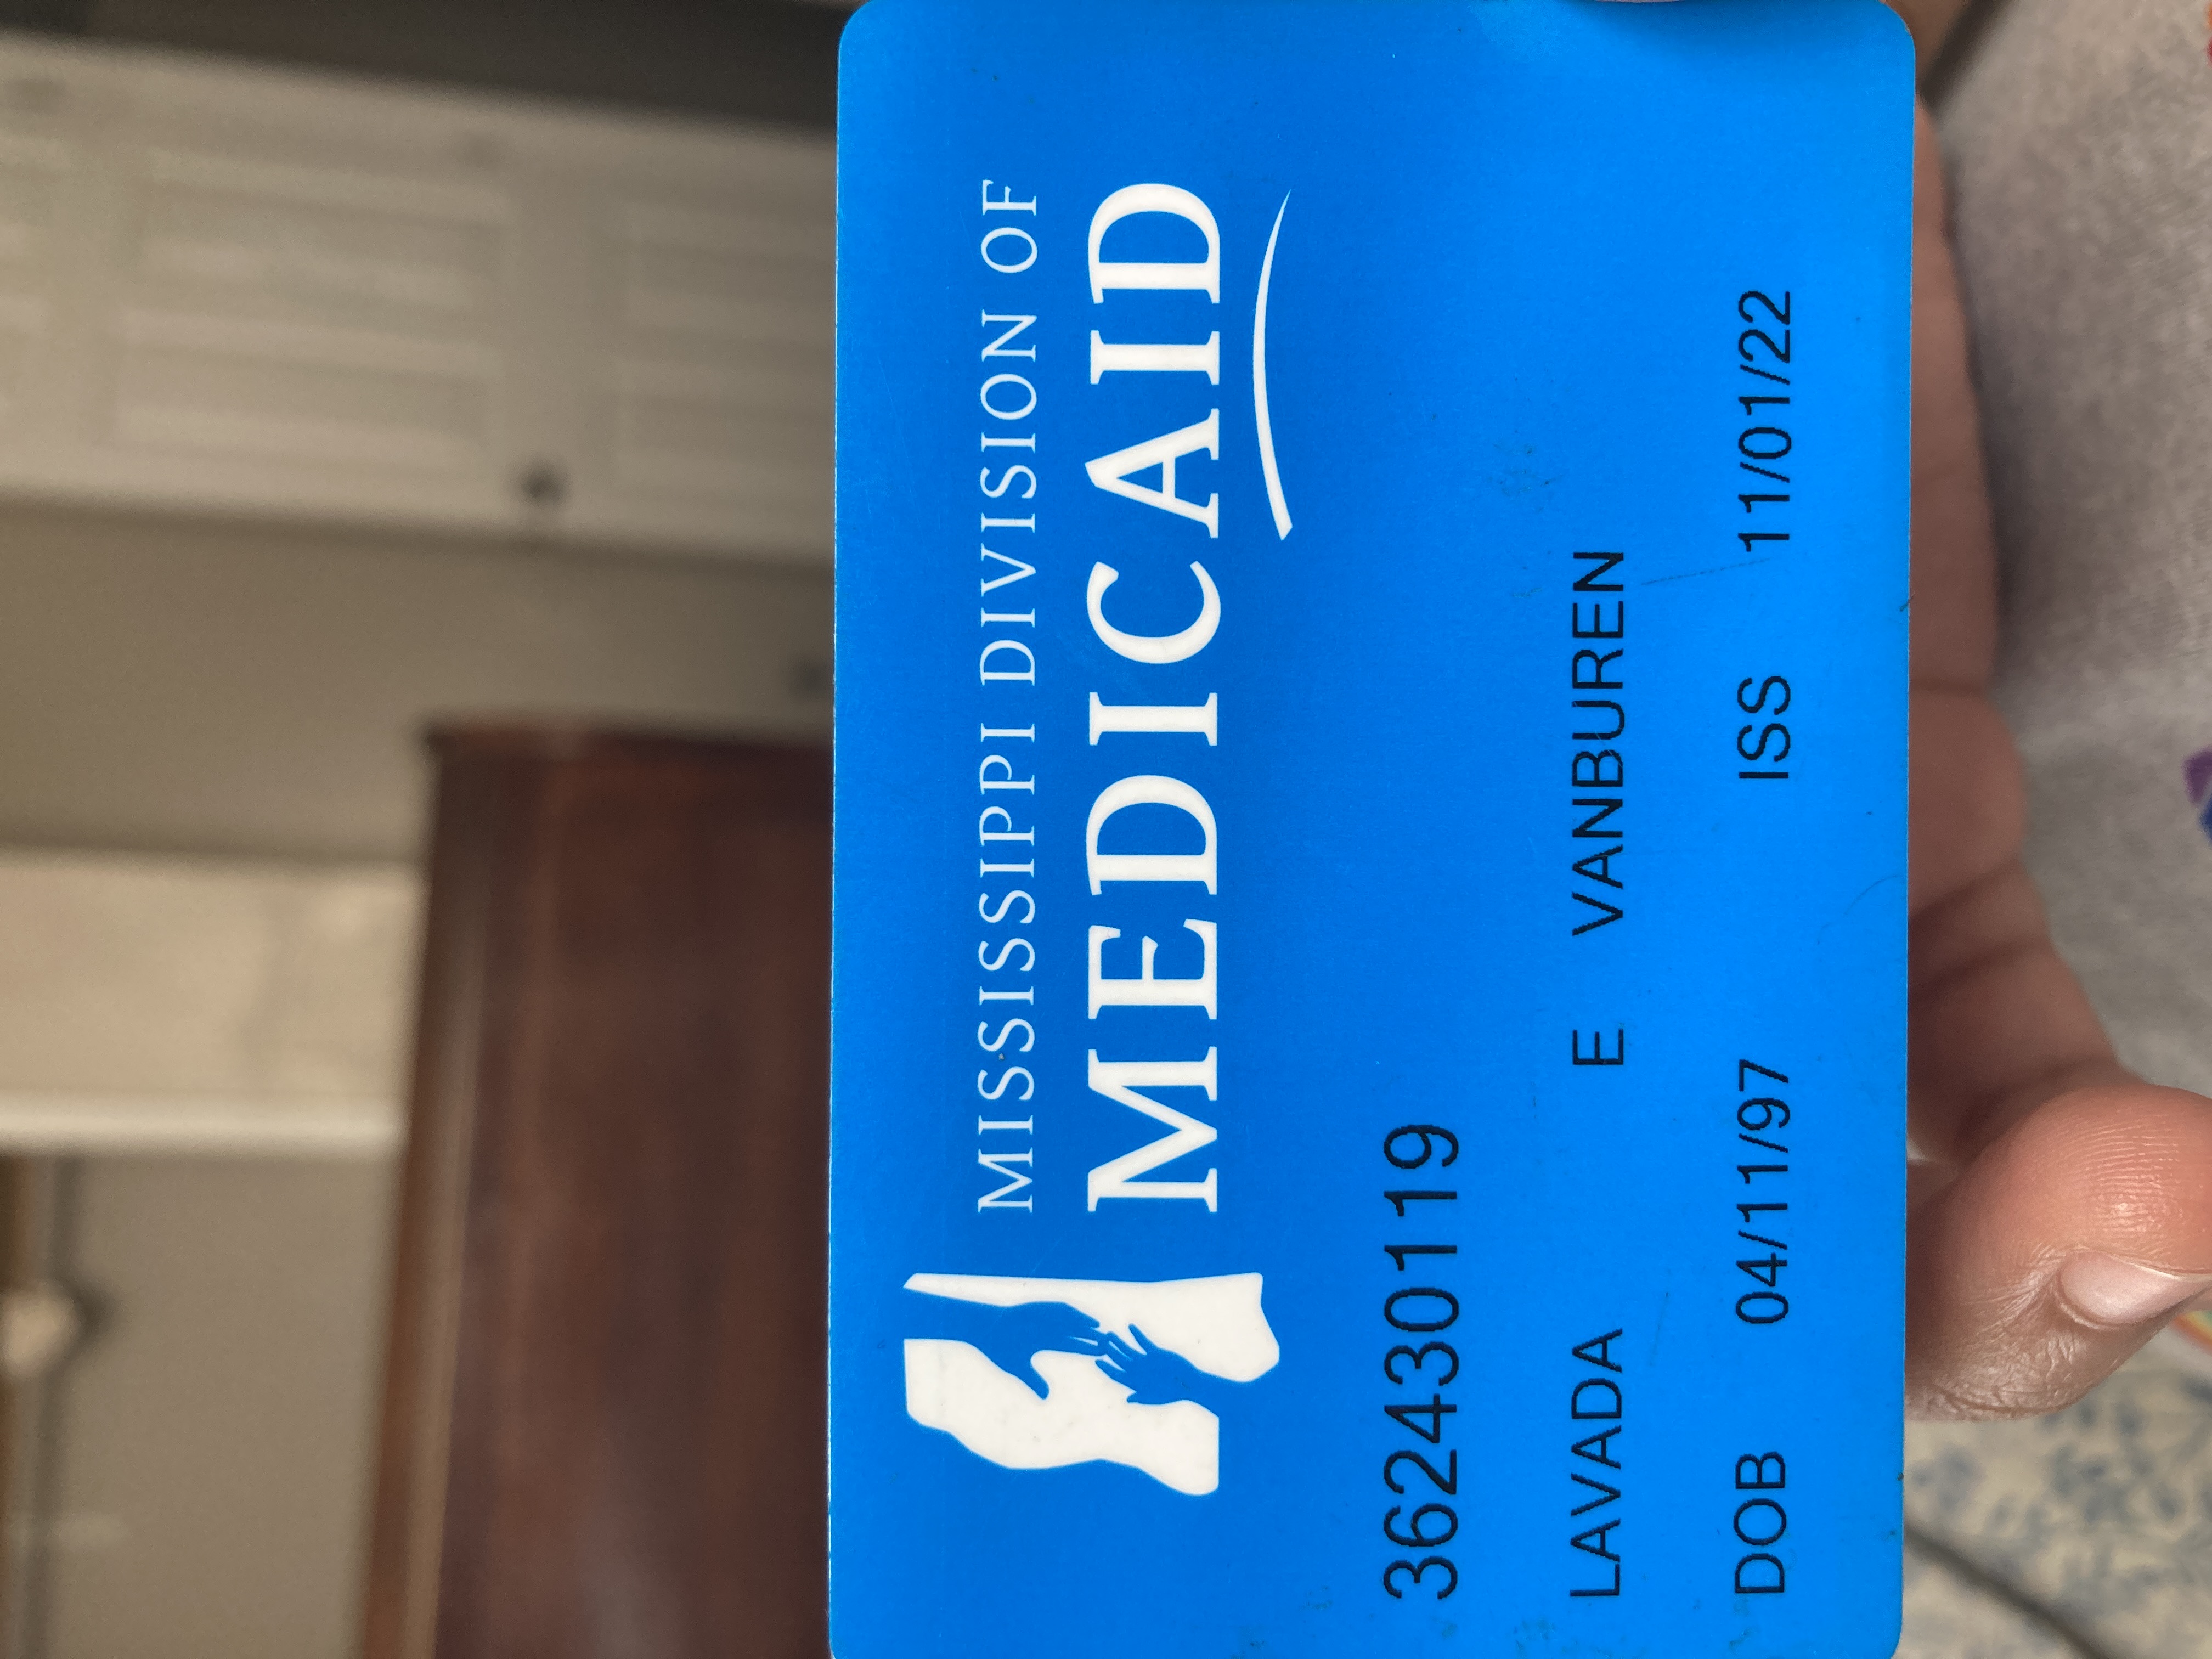 MISSISSIPPI DIVISION OF
MEDICAID
362430119
LAVADA E VANBUREN
DOB 04/11/97 ISS 11/01/22